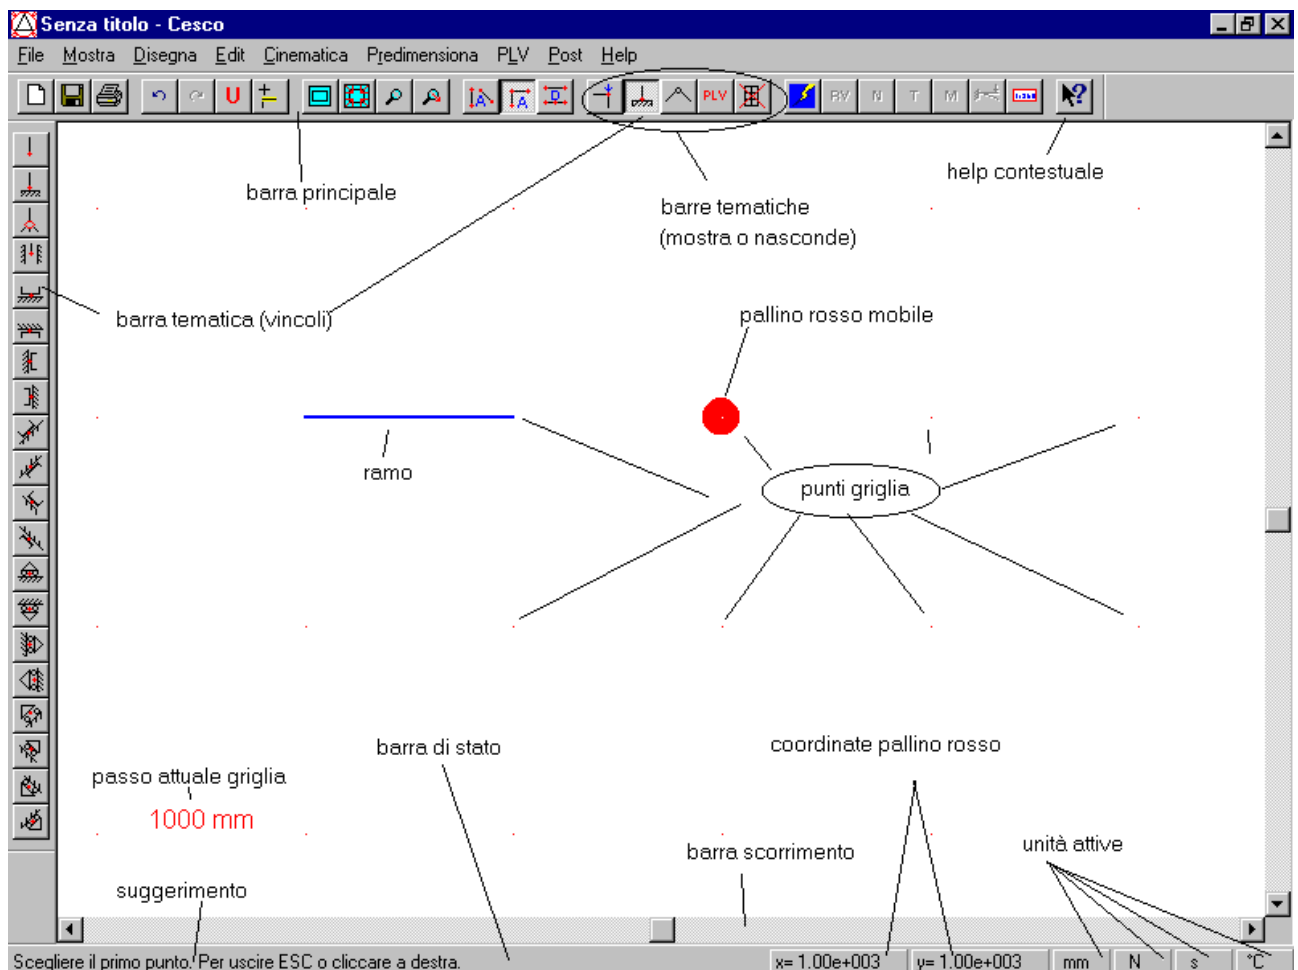 Senza titolo - Cesco
File Mostra Disegna Edit Cinematica Predimensiona PLV Post Help
U A A D PLV RV N T M
barra principale
help contestuale
barre tematiche
(mostra o nasconde)
barra tematica (vincoli)
pallino rosso mobile
ramo
punti griglia
barra di stato
coordinate pallino rosso
passo attuale griglia
1000 mm
unità attive
barra scorrimento
suggerimento
Scegliere il primo punto. Per uscire ESC o cliccare a destra. x= 1.00e+003 y= 1.00e+003 mm N s °C